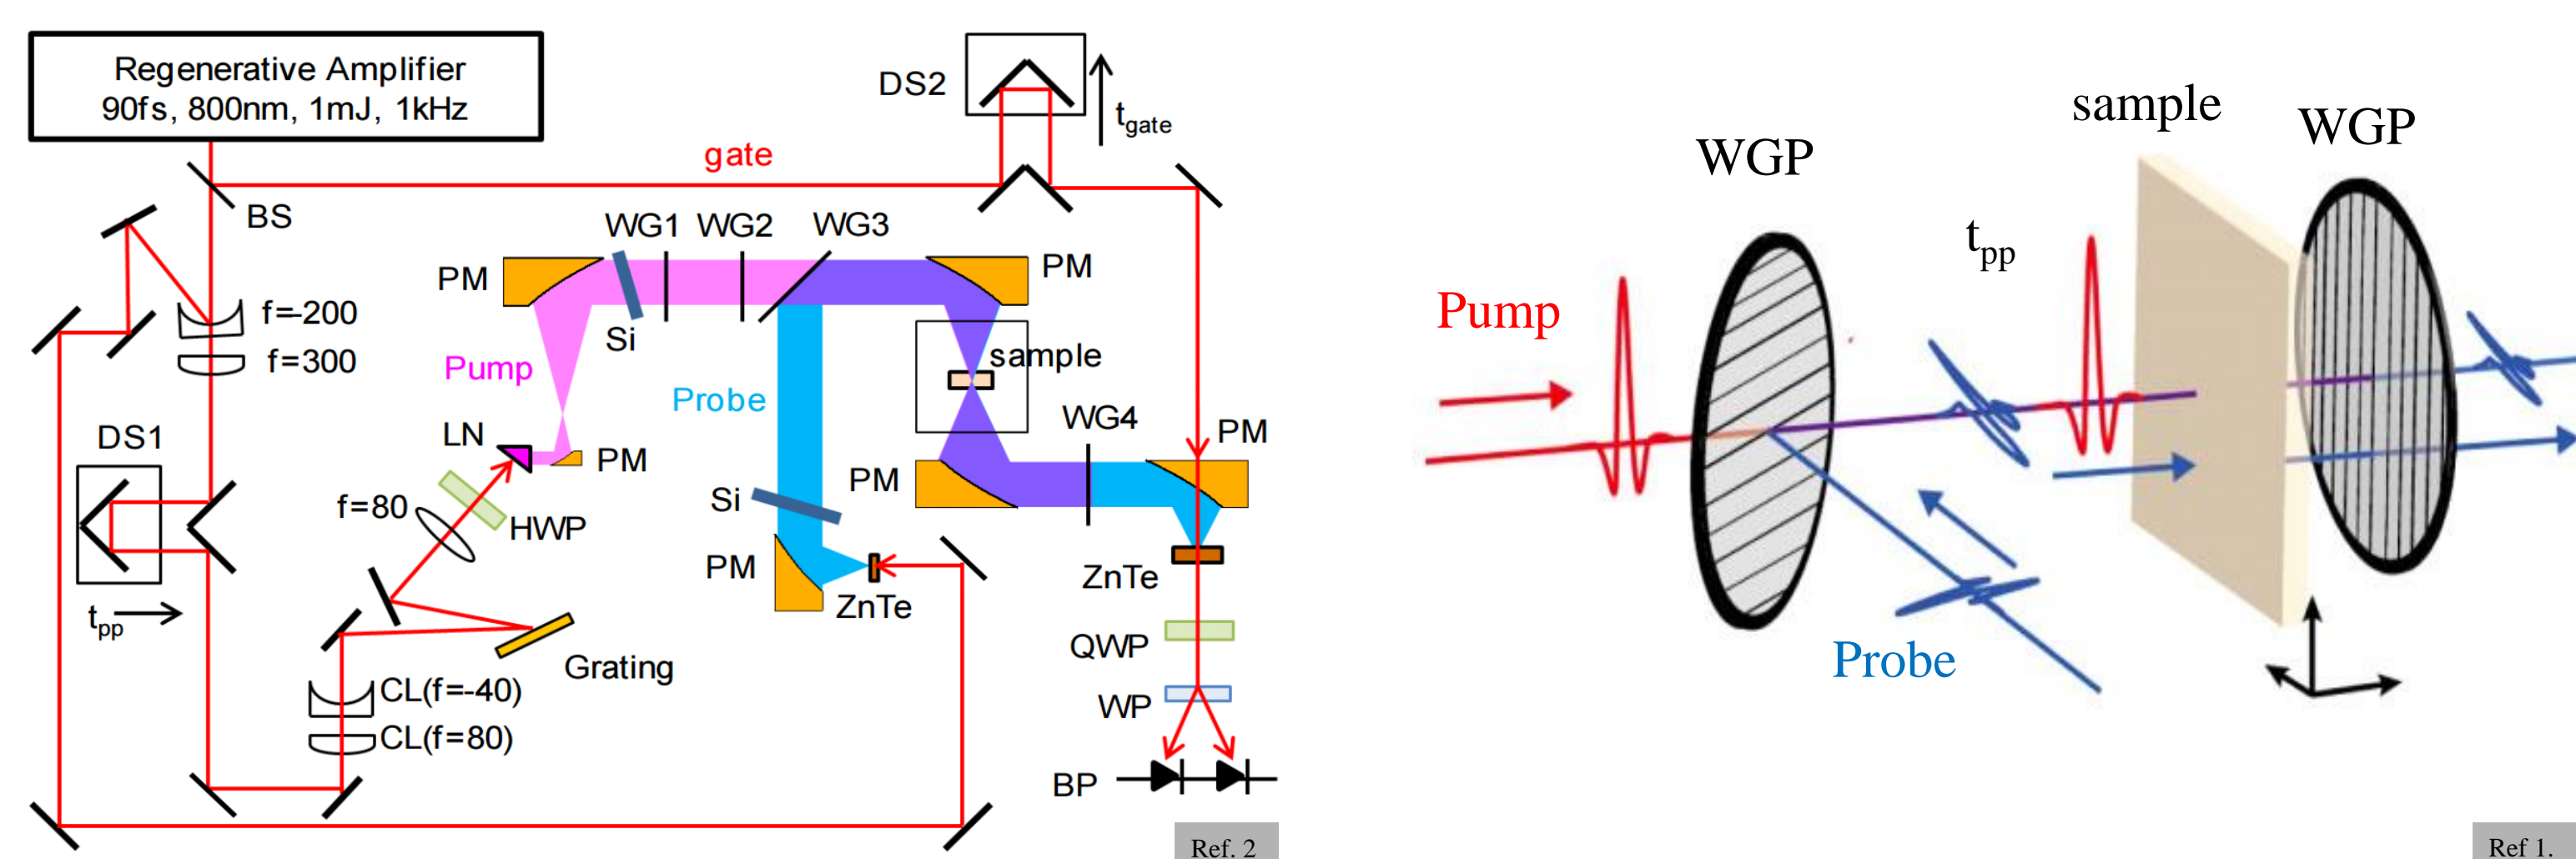 Regenerative Amplifier
90fs, 800nm, 1mJ, 1kHz
BS
gate
DS2
t_gate
f=-200
f=300
PM
WG1
WG2
WG3
PM
Si
Pump
Probe
sample
DS1
t_pp
LN
PM
f=80
HWP
Si
PM
WG4
PM
PM
ZnTe
ZnTe
Grating
CL(f=-40)
CL(f=80)
QWP
WP
BP
Ref. 2
Pump
WGP
t_pp
sample
WGP
Probe
Ref 1.